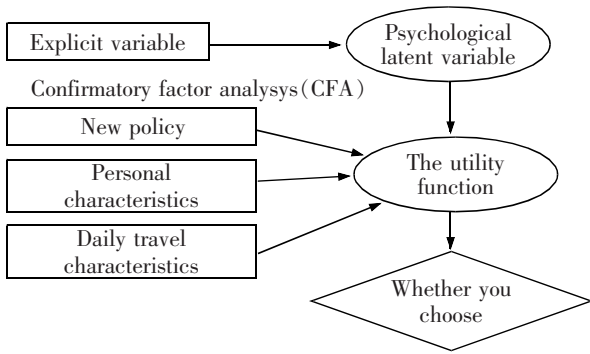 Explicit variable
Psychological
latent variable
Confirmatory factor analysys(CFA)
New policy
Personal
characteristics
The utility
function
Daily travel
characteristics
Whether you
choose